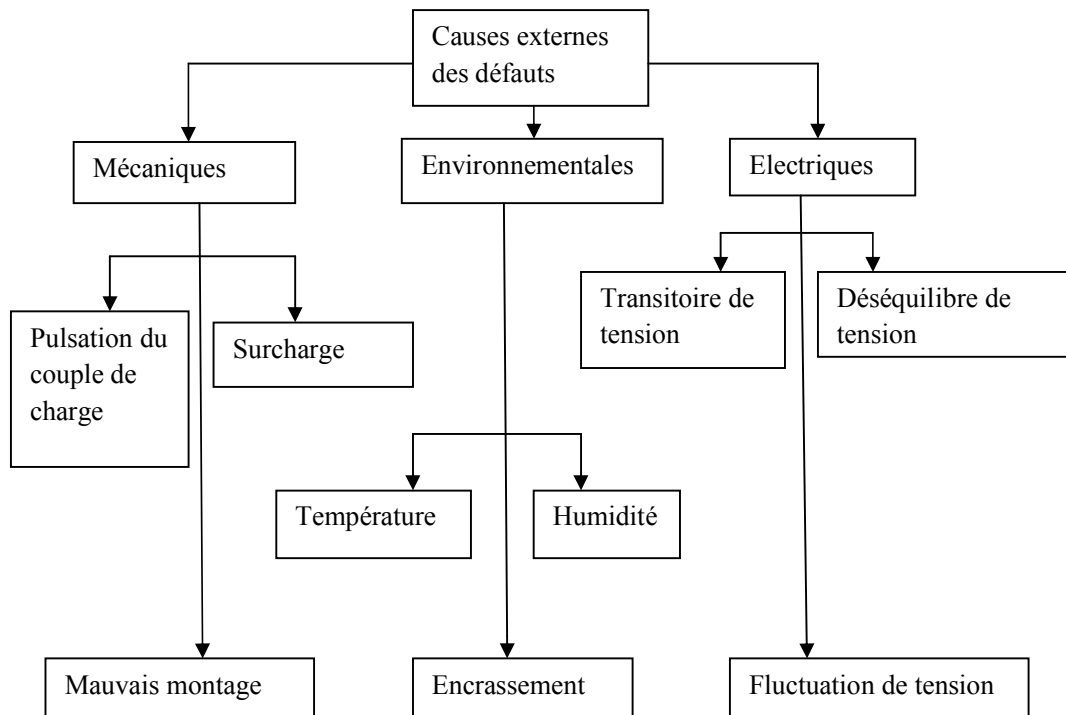 Causes externes
des défauts
Mécaniques
Environnementales
Electriques
Transitoire de
tension
Déséquilibre de
tension
Pulsation du
couple de
charge
Surcharge
Température
Humidité
Mauvais montage
Encrassement
Fluctuation de tension